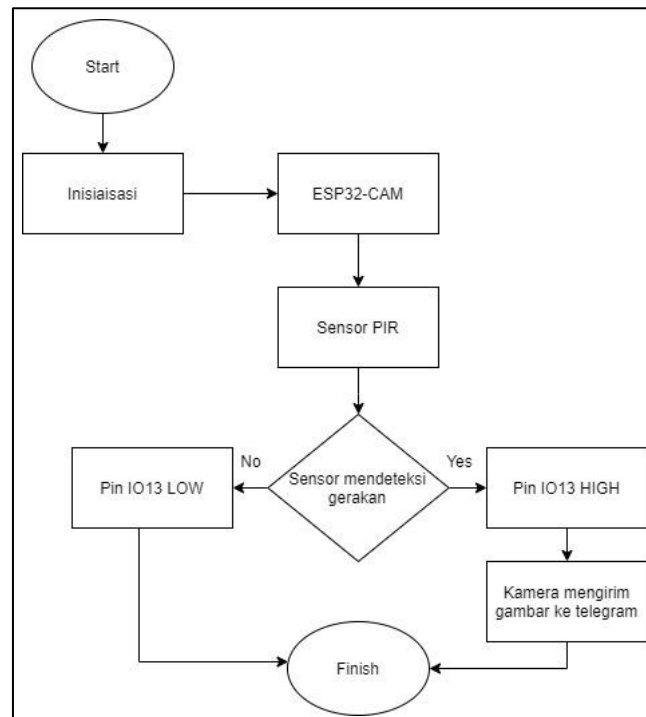 Start
Inisiaisasi
ESP32-CAM
Sensor PIR
Sensor mendeteksi
gerakan
No
Yes
Pin IO13 LOW
Pin IO13 HIGH
Kamera mengirim
gambar ke telegram
Finish